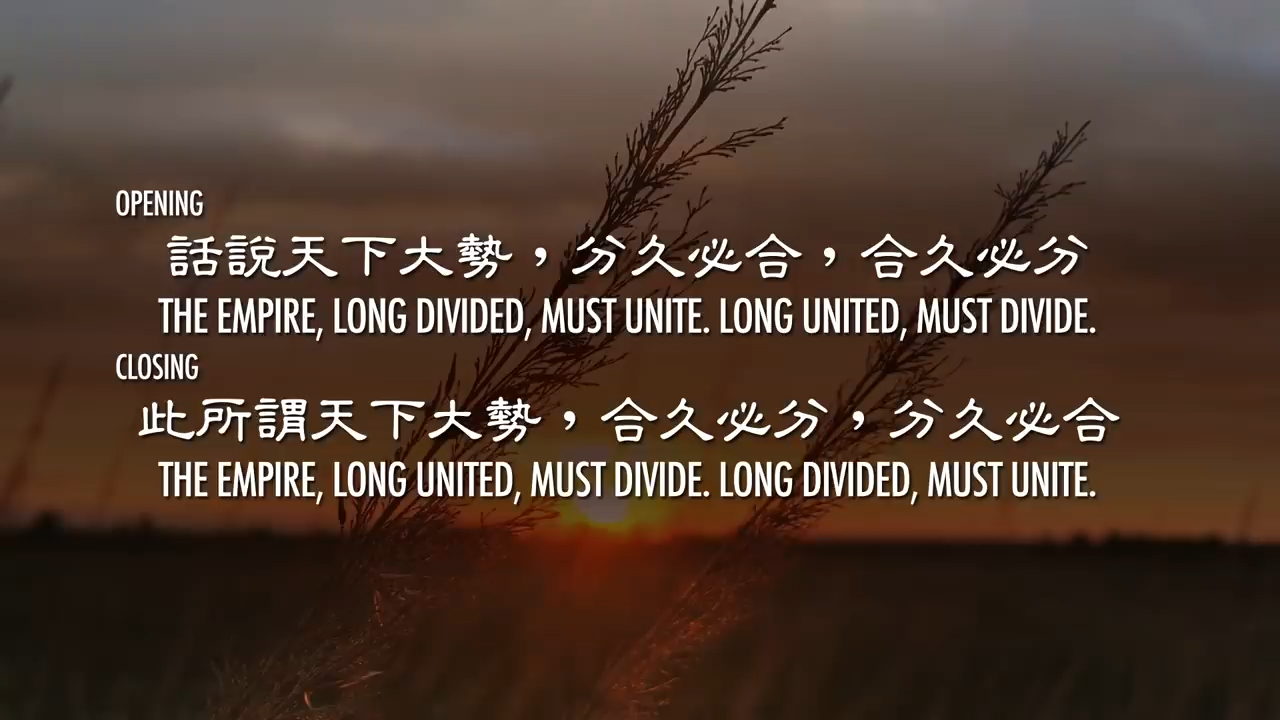 OPENING
話說天下大勢，分久必合，合久必分
THE EMPIRE, LONG DIVIDED, MUST UNITE. LONG UNITED, MUST DIVIDE.
CLOSING
此所謂天下大勢，合久必分，分久必合
THE EMPIRE, LONG UNITED, MUST DIVIDE. LONG DIVIDED, MUST UNITE.